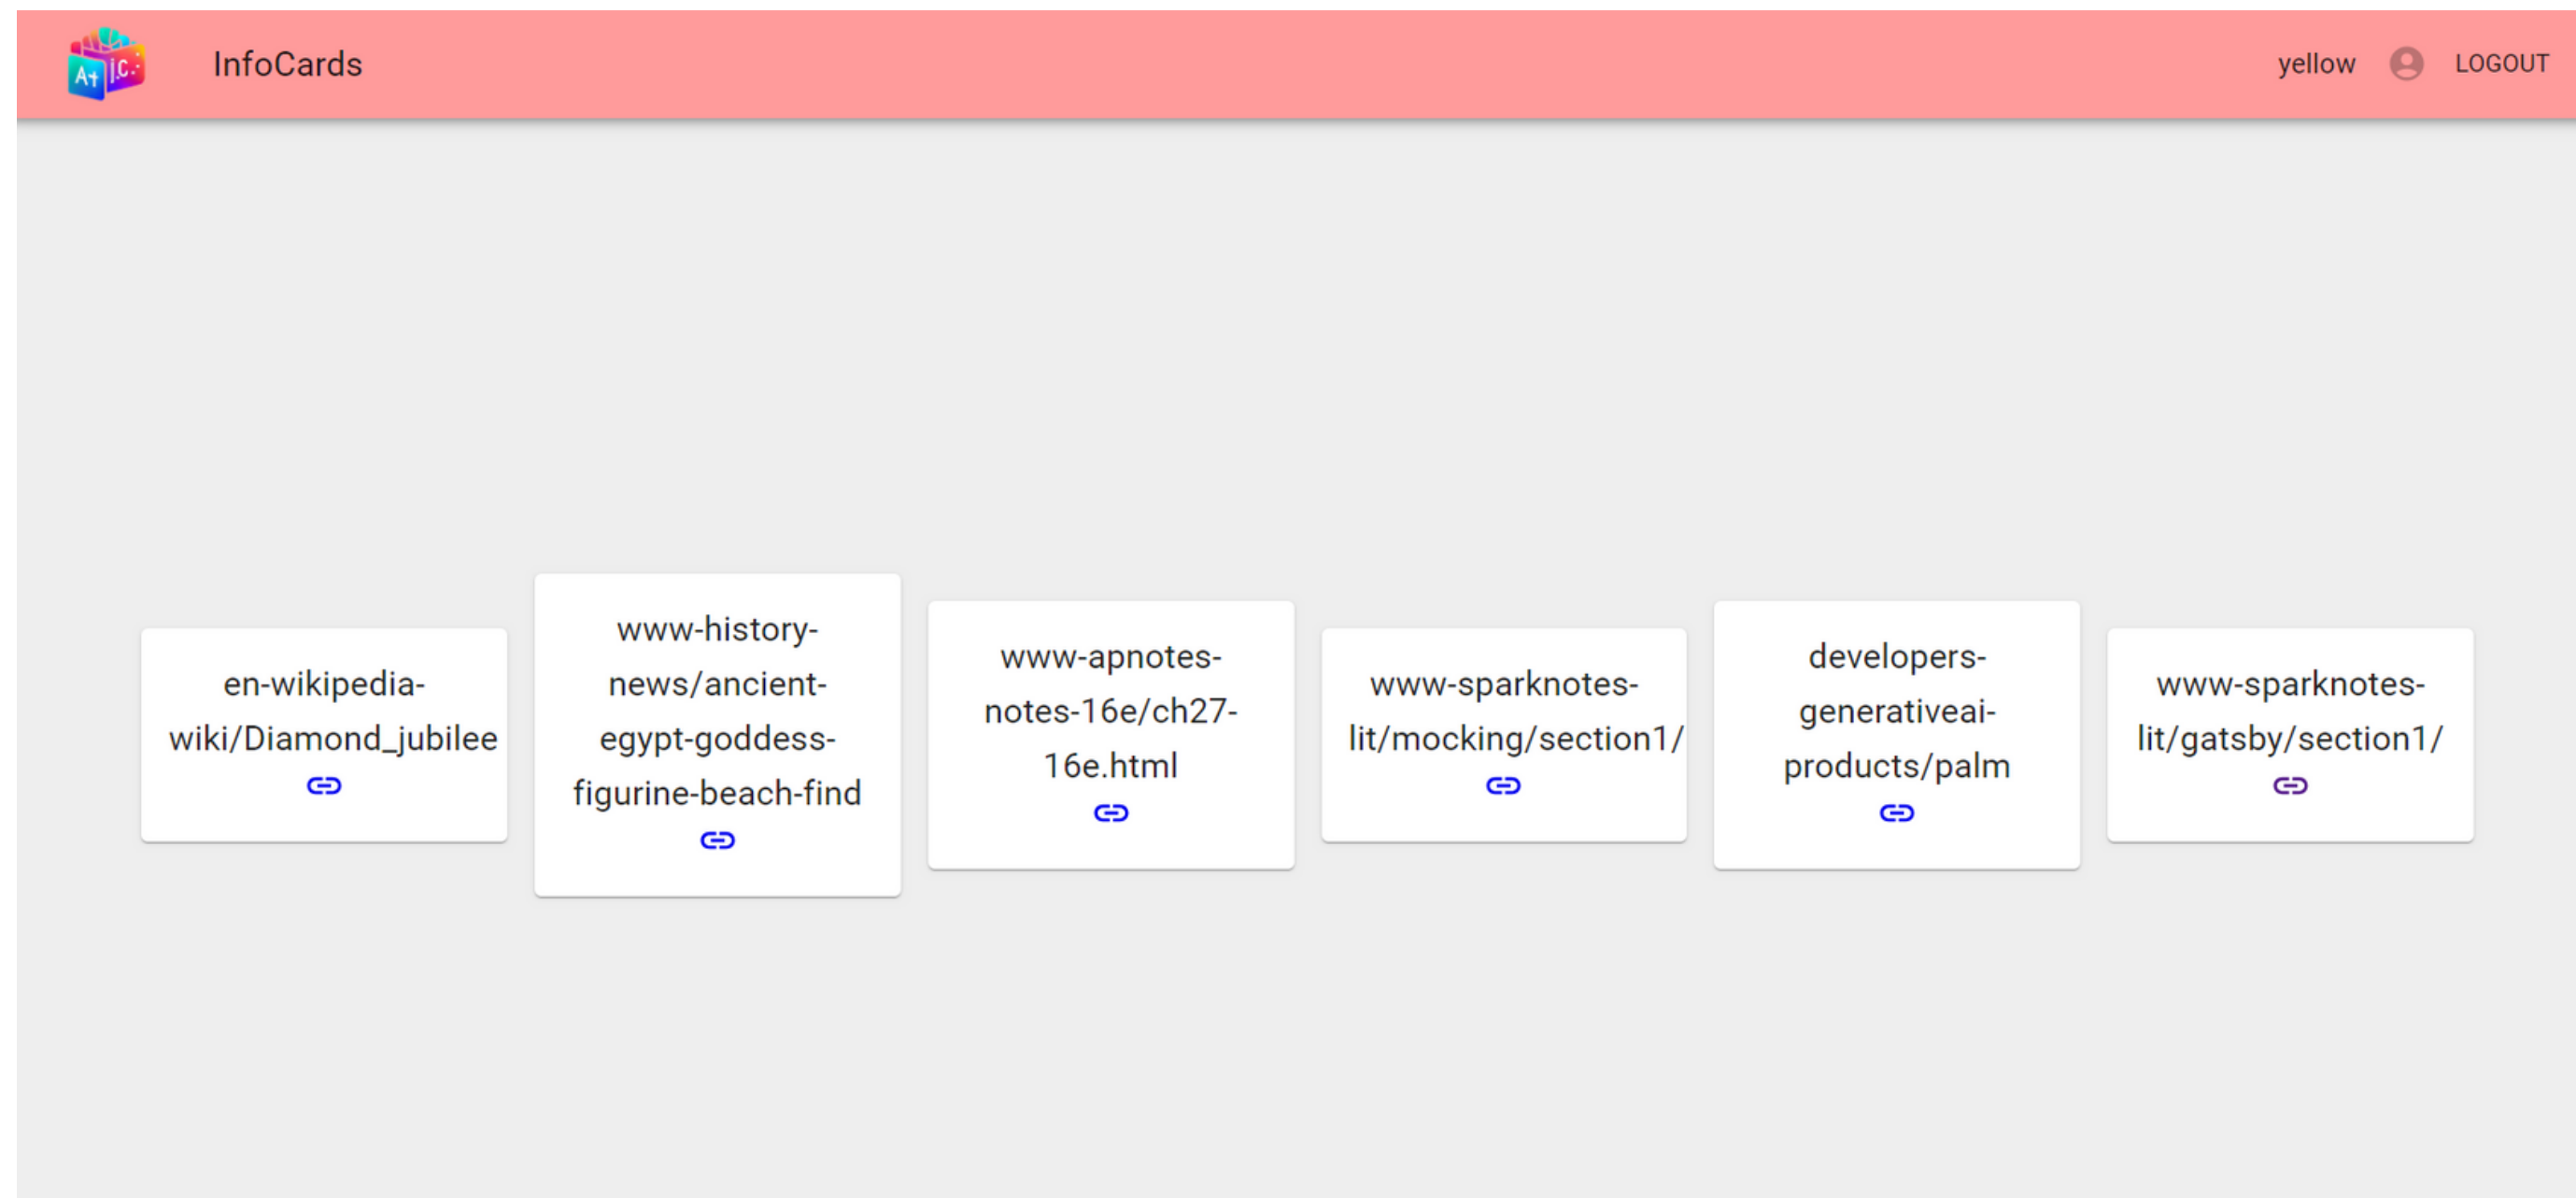 A+ I.C.
InfoCards
yellow
LOGOUT
en-wikipedia-
wiki/Diamond_jubilee
www-history-
news/ancient-
egypt-goddess-
figurine-beach-find
www-apnotes-
notes-16e/ch27-
16e.html
www-sparknotes-
lit/mocking/section1/
developers-
generativeai-
products/palm
www-sparknotes-
lit/gatsby/section1/